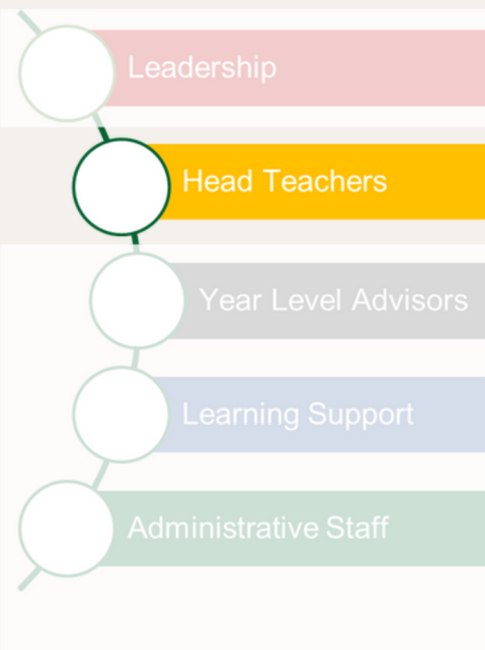 Leadership
Head Teachers
Year Level Advisors
Learning Support
Administrative Staff